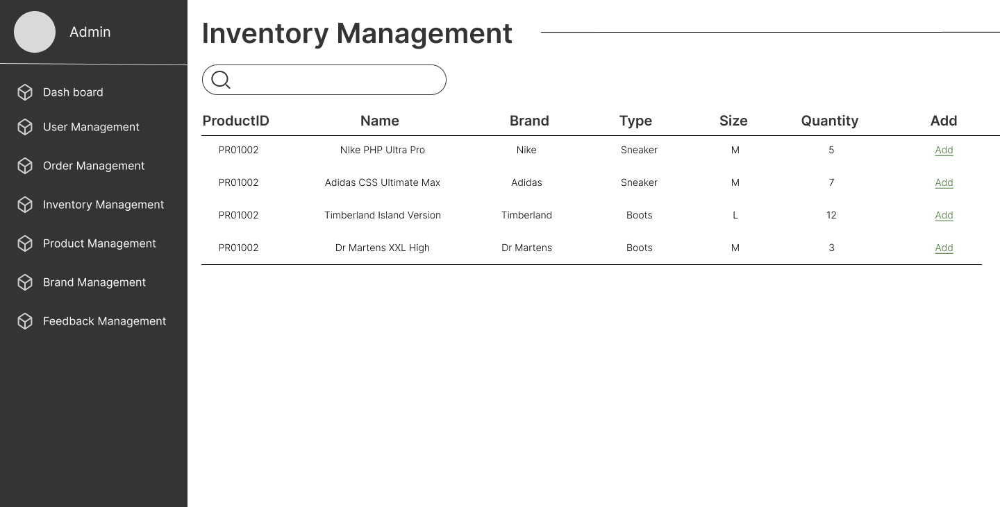 Admin
Dash board
User Management
Order Management
Inventory Management
Product Management
Brand Management
Feedback Management
Inventory Management
ProductID Name Brand Type Size Quantity Add
PR01002 NIke PHP Ultra Pro Nike Sneaker M 5 Add
PR01002 Adidas CSS Ultimate Max Adidas Sneaker M 7 Add
PR01002 Timberland Island Version Timberland Boots L 12 Add
PR01002 Dr Martens XXL High Dr Martens Boots M 3 Add